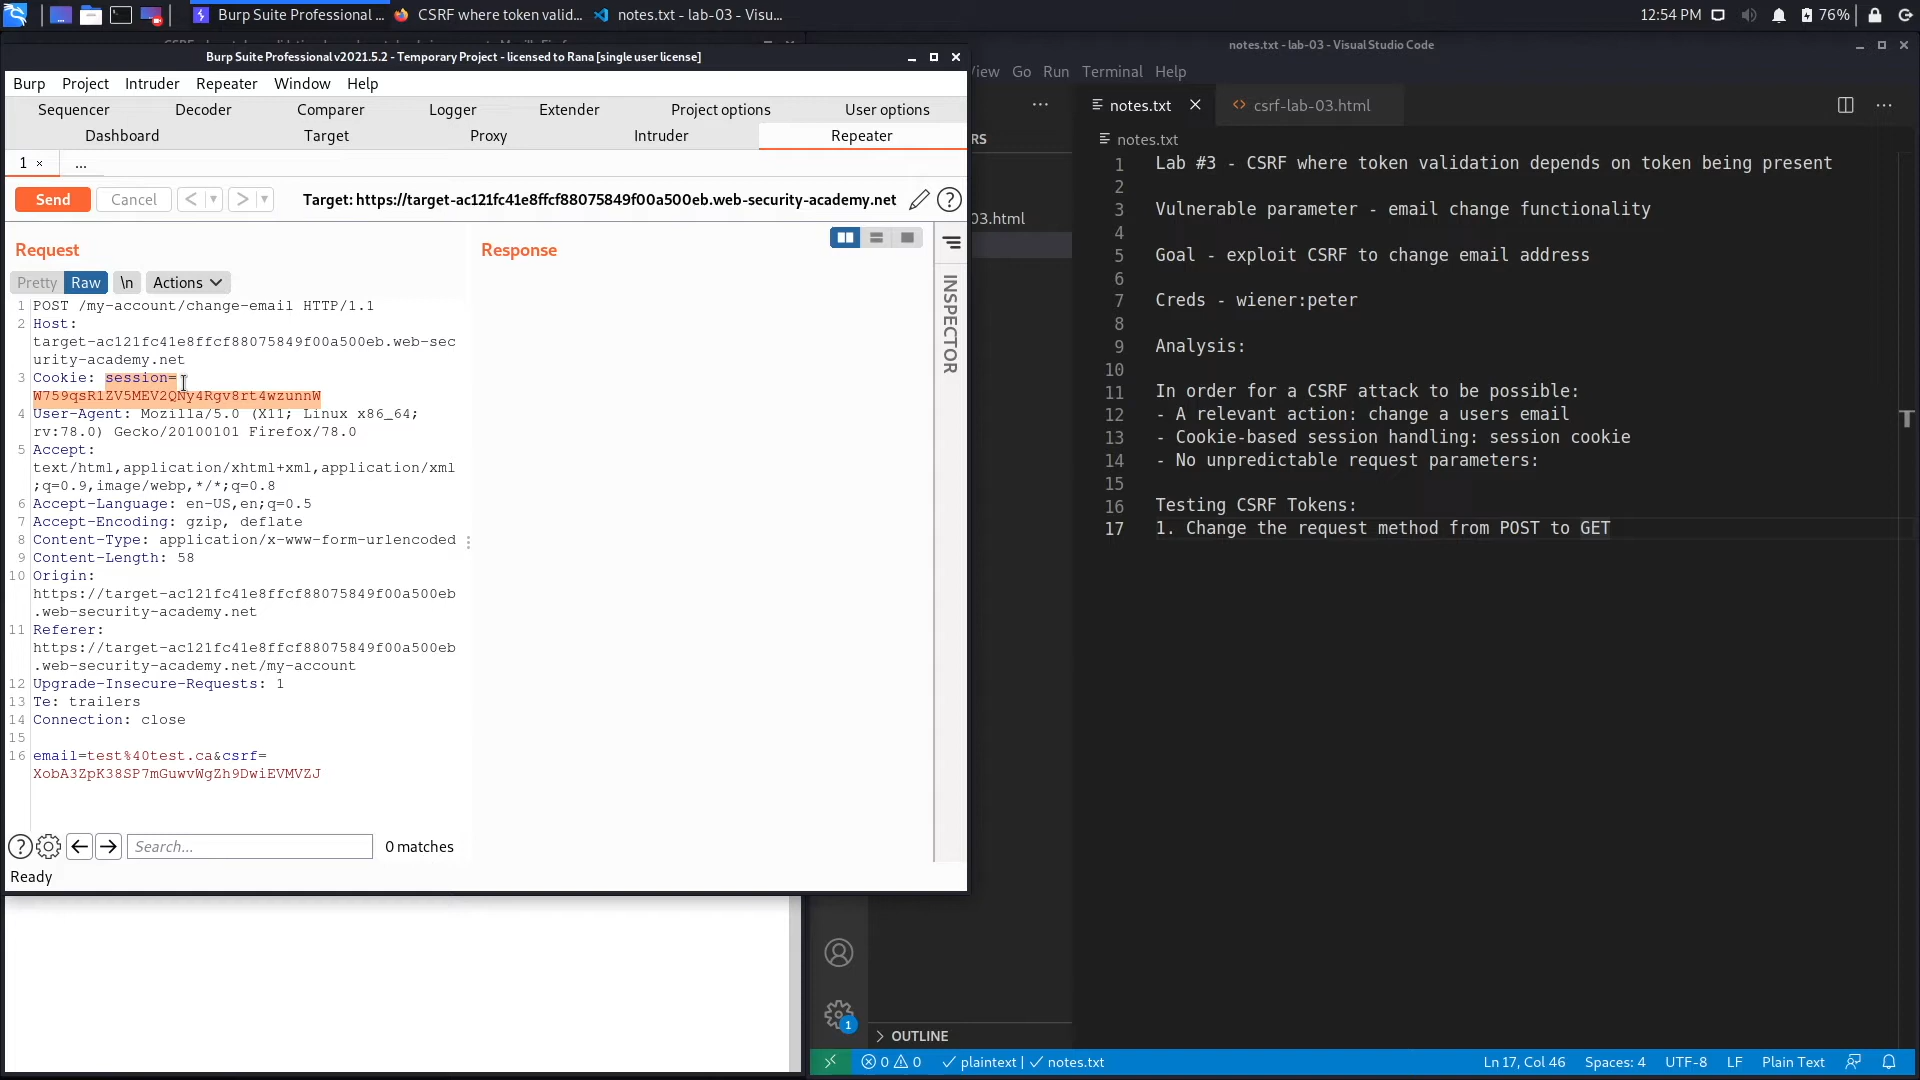 Burp Suite Professional ...
CSRF where token valid...
notes.txt - lab-03 - Visu...
12:54 PM
76%
Burp Suite Professional v2021.5.2 - Temporary Project - licensed to Rana [single user license]
Burp Project Intruder Repeater Window Help
Sequencer Decoder Comparer Logger Extender Project options User options
Dashboard Target Proxy Intruder Repeater
1 × ...
Send Cancel < > Target: https://target-ac121fc41e8ffcf88075849f00a500eb.web-security-academy.net ?
Request
Pretty Raw \n Actions
1 POST /my-account/change-email HTTP/1.1
2 Host:
target-ac121fc41e8ffcf88075849f00a500eb.web-sec
urity-academy.net
3 Cookie: session=
W759qsR1ZV5MEV2QNy4Rgv8rt4wzunnW
4 User-Agent: Mozilla/5.0 (X11; Linux x86_64;
rv:78.0) Gecko/20100101 Firefox/78.0
5 Accept:
text/html,application/xhtml+xml,application/xml
;q=0.9,image/webp,*/*;q=0.8
6 Accept-Language: en-US,en;q=0.5
7 Accept-Encoding: gzip, deflate
8 Content-Type: application/x-www-form-urlencoded
9 Content-Length: 58
10 Origin:
https://target-ac121fc41e8ffcf88075849f00a500eb
.web-security-academy.net
11 Referer:
https://target-ac121fc41e8ffcf88075849f00a500eb
.web-security-academy.net/my-account
12 Upgrade-Insecure-Requests: 1
13 Te: trailers
14 Connection: close
15
16 email=test%40test.ca&csrf=
XobA3ZpK38SP7mGuwvWgZh9DwiEVMVZJ
? Search... 0 matches
Ready
Response
INSPECTOR
notes.txt - lab-03 - Visual Studio Code
iew Go Run Terminal Help
RS
03.html
notes.txt × csrf-lab-03.html
notes.txt
1 Lab #3 - CSRF where token validation depends on token being present
2
3 Vulnerable parameter - email change functionality
4
5 Goal - exploit CSRF to change email address
6
7 Creds - wiener:peter
8
9 Analysis:
10
11 In order for a CSRF attack to be possible:
12 - A relevant action: change a users email
13 - Cookie-based session handling: session cookie
14 - No unpredictable request parameters:
15
16 Testing CSRF Tokens:
17 1. Change the request method from POST to GET
1
OUTLINE
0 0 plaintext | notes.txt Ln 17, Col 46 Spaces: 4 UTF-8 LF Plain Text